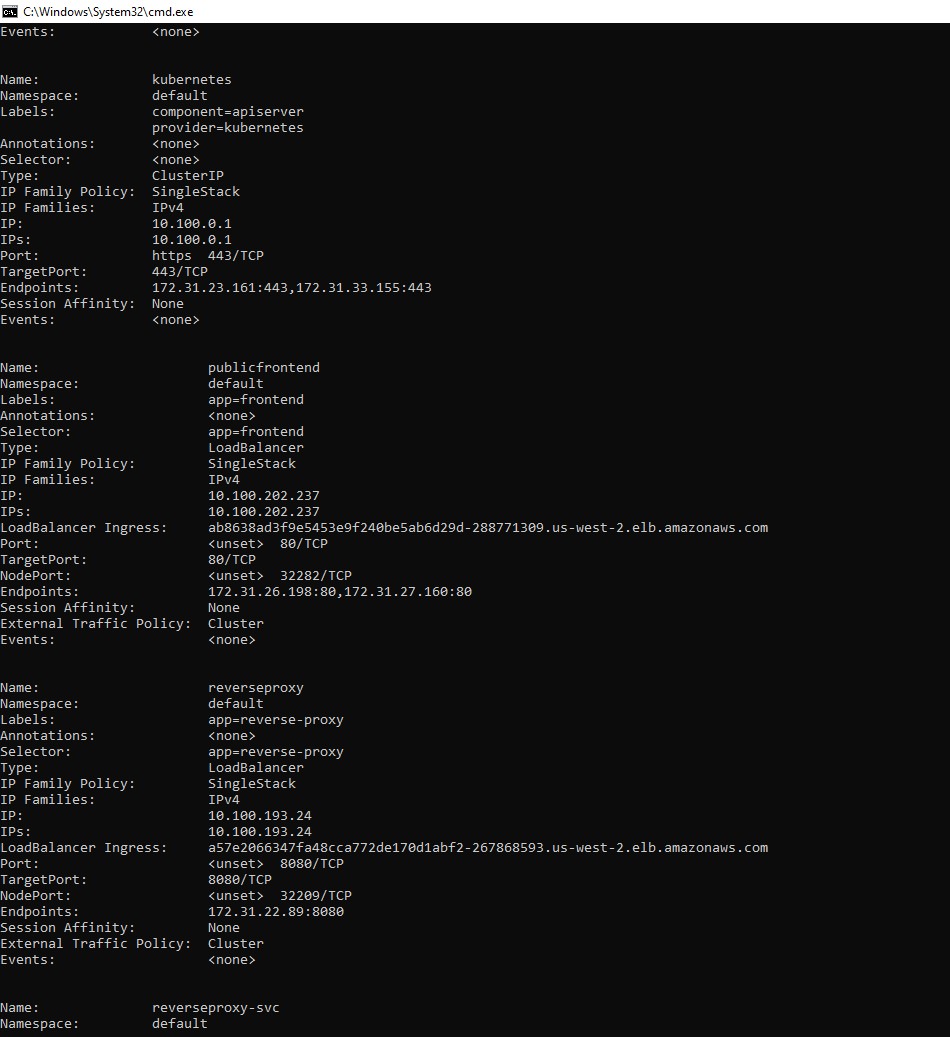 C:\Windows\System32\cmd.exe
Events:            <none>
Name:              kubernetes
Namespace:         default
Labels:            component=apiserver
                   provider=kubernetes
Annotations:       <none>
Selector:          <none>
Type:              ClusterIP
IP Family Policy:  SingleStack
IP Families:       IPv4
IP:                10.100.0.1
IPs:               10.100.0.1
Port:              https  443/TCP
TargetPort:        443/TCP
Endpoints:         172.31.23.161:443,172.31.33.155:443
Session Affinity:  None
Events:            <none>
Name:                     publicfrontend
Namespace:                default
Labels:                   app=frontend
Annotations:              <none>
Selector:                 app=frontend
Type:                     LoadBalancer
IP Family Policy:         SingleStack
IP Families:              IPv4
IP:                       10.100.202.237
IPs:                      10.100.202.237
LoadBalancer Ingress:     ab8638ad3f9e5453e9f240be5ab6d29d-288771309.us-west-2.elb.amazonaws.com
Port:                     <unset>  80/TCP
TargetPort:               80/TCP
NodePort:                 <unset>  32282/TCP
Endpoints:                172.31.26.198:80,172.31.27.160:80
Session Affinity:         None
External Traffic Policy:  Cluster
Events:                   <none>
Name:                     reverseproxy
Namespace:                default
Labels:                   app=reverse-proxy
Annotations:              <none>
Selector:                 app=reverse-proxy
Type:                     LoadBalancer
IP Family Policy:         SingleStack
IP Families:              IPv4
IP:                       10.100.193.24
IPs:                      10.100.193.24
LoadBalancer Ingress:     a57e2066347fa48cca772de170d1abf2-267868593.us-west-2.elb.amazonaws.com
Port:                     <unset>  8080/TCP
TargetPort:               8080/TCP
NodePort:                 <unset>  32209/TCP
Endpoints:                172.31.22.89:8080
Session Affinity:         None
External Traffic Policy:  Cluster
Events:                   <none>
Name:              reverseproxy-svc
Namespace:         default